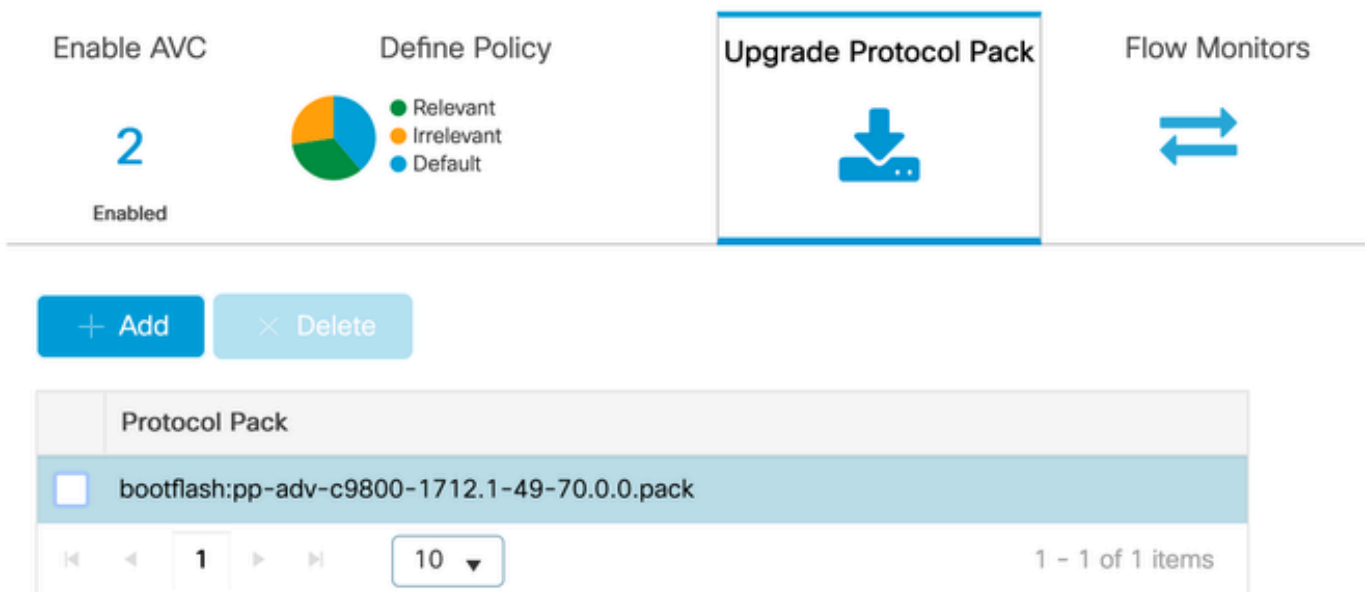 Enable AVC
Define Policy
Upgrade Protocol Pack
Flow Monitors
Relevant
Irrelevant
Default
2
Enabled
+ Add
× Delete
Protocol Pack
bootflash:pp-adv-c9800-1712.1-49-70.0.0.pack
1
10
1 - 1 of 1 items